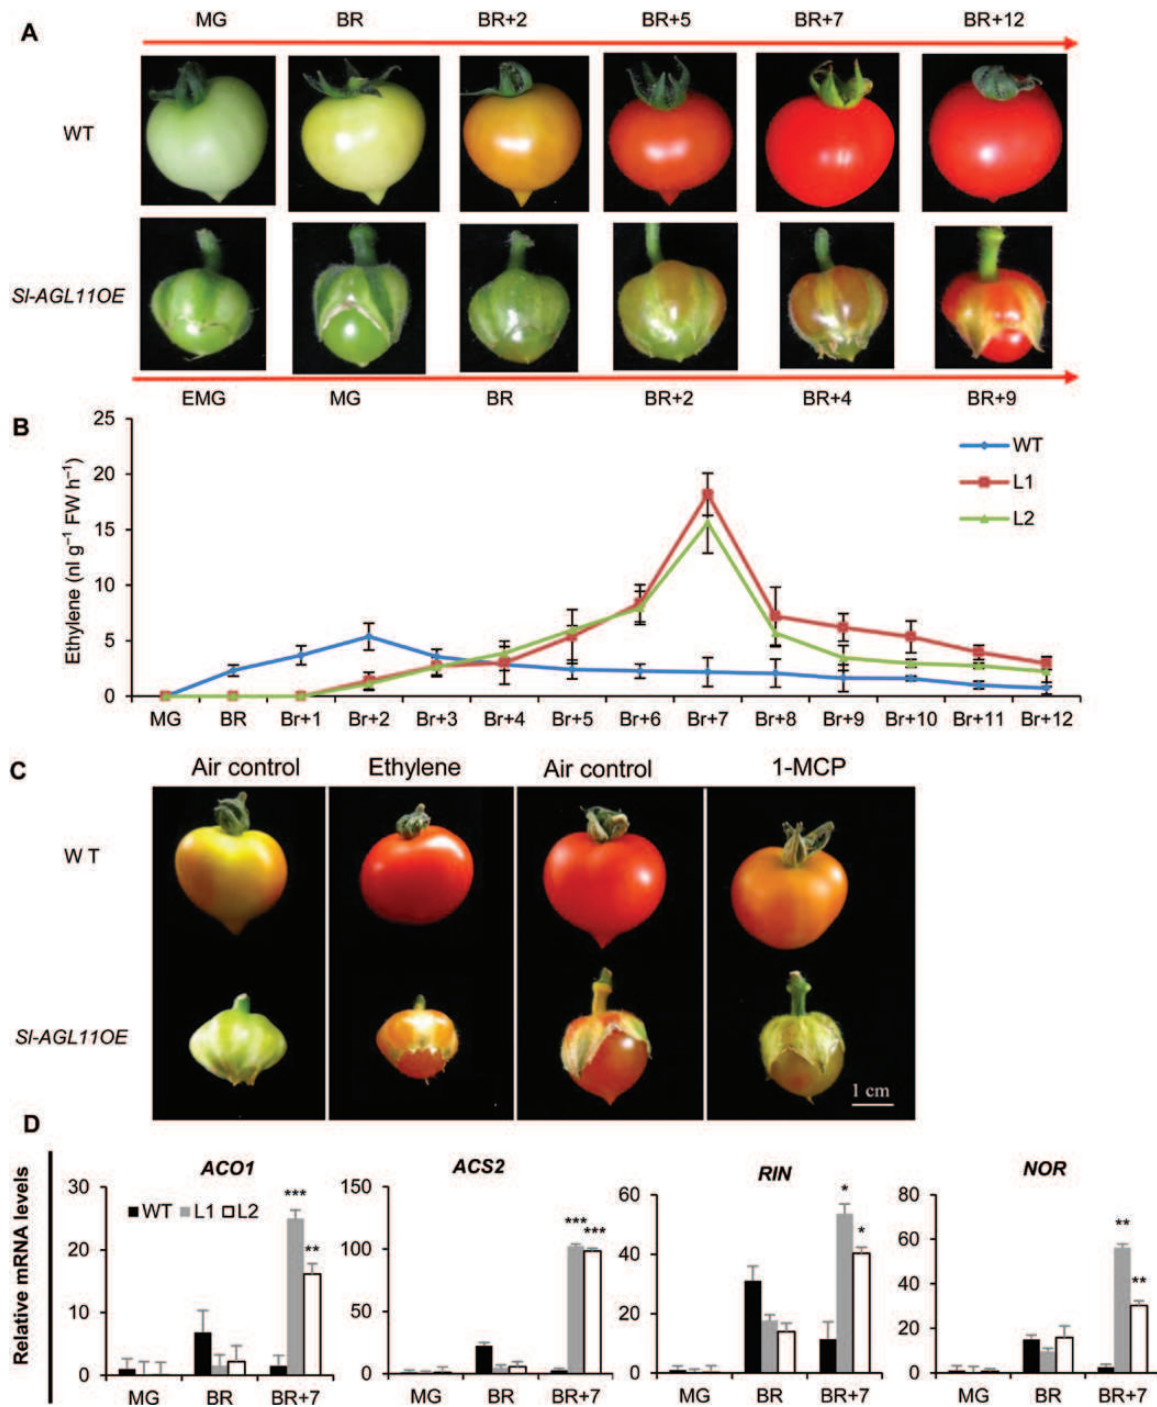 A
MG BR BR+2 BR+5 BR+7 BR+12
WT
Sl-AGL11OE
EMG MG BR BR+2 BR+4 BR+9
B
Ethylene (nl g⁻¹ FW h⁻¹)
25
20
15
10
5
0
WT
L1
L2
MG BR Br+1 Br+2 Br+3 Br+4 Br+5 Br+6 Br+7 Br+8 Br+9 Br+10 Br+11 Br+12
C
Air control Ethylene Air control 1-MCP
W T
Sl-AGL11OE
1 cm
D
Relative mRNA levels
ACO1
30
20
10
0
WT L1 L2
***
**
MG BR BR+7
ACS2
150
100
50
0
***
***
MG BR BR+7
RIN
60
40
20
0
*
*
MG BR BR+7
NOR
80
60
40
20
0
**
**
MG BR BR+7